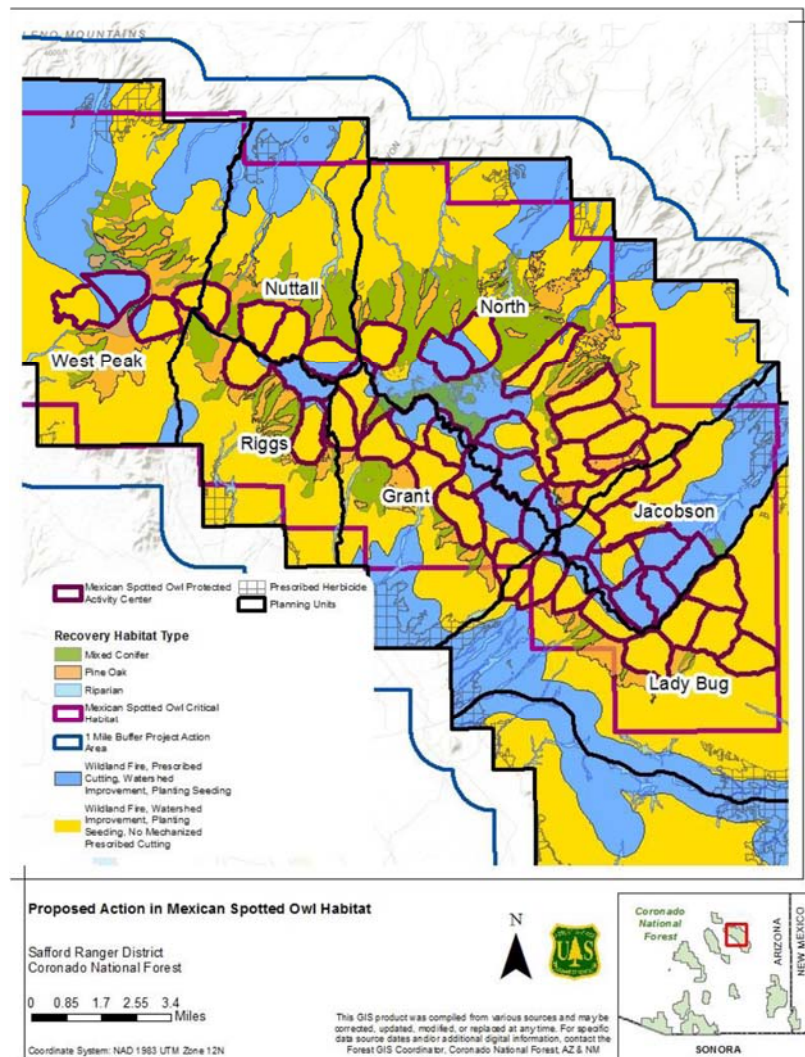 LENO MOUNTAINS
Nuttall
North
West Peak
Riggs
Grant
Jacobson
Lady Bug
Mexican Spotted Owl Protected
Activity Center
Prescribed Herbicide
Planning Units
Recovery Habitat Type
Mixed Conifer
Pine Oak
Riparian
Mexican Spotted Owl Critical
Habitat
1 Mile Buffer Project Action
Area
Wildland Fire, Prescribed
Cutting, Watershed
Improvement, Planting Seeding
Wildland Fire, Watershed
Improvement, Planting
Seeding, No Mechanized
Prescribed Cutting
Proposed Action in Mexican Spotted Owl Habitat
Safford Ranger District
Coronado National Forest
0 0.85 1.7 2.55 3.4
Miles
Coordinate System: NAD 1983 UTM Zone 12N
N
U S
This GIS product was compiled from various sources and may be
corrected, updated, modified, or replaced at any time. For specific
data source dates and/or additional digital information, contact the
Forest GIS Coordinator, Coronado National Forest, AZ & NM
Coronado
National
Forest
ARIZONA
NEW MEXICO
SONORA